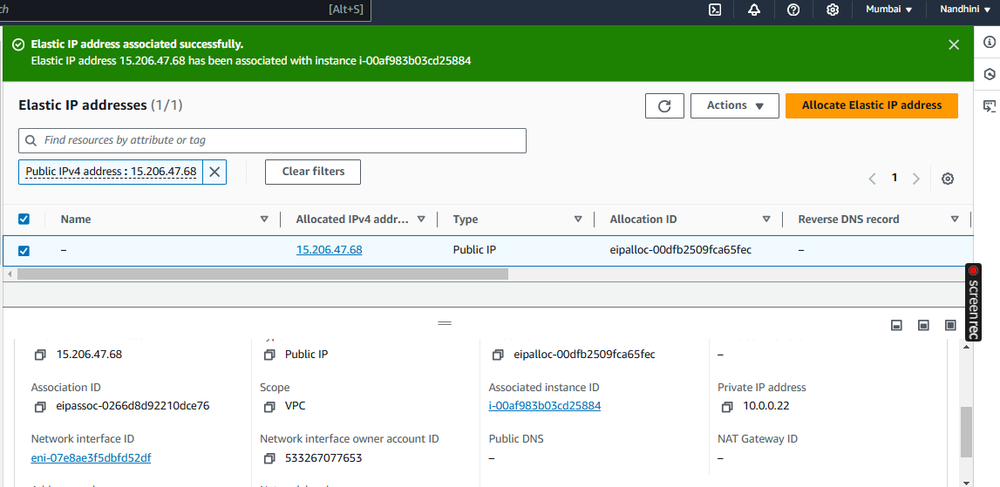 ch [Alt+S] Mumbai ▼ Nandhini ▼
Elastic IP address associated successfully.
Elastic IP address 15.206.47.68 has been associated with instance i-00af983b03cd25884
Elastic IP addresses (1/1)
Actions ▼
Allocate Elastic IP address
Find resources by attribute or tag
Public IPv4 address : 15.206.47.68
Clear filters
1
Name Allocated IPv4 addr... Type Allocation ID Reverse DNS record
– 15.206.47.68 Public IP eipalloc-00dfb2509fca65fec –
screenrec
15.206.47.68 Public IP eipalloc-00dfb2509fca65fec –
Association ID Scope Associated instance ID Private IP address
eipassoc-0266d8d92210dce76 VPC i-00af983b03cd25884 10.0.0.22
Network interface ID Network interface owner account ID Public DNS NAT Gateway ID
eni-07e8ae3f5dbfd52df 533267077653 – –